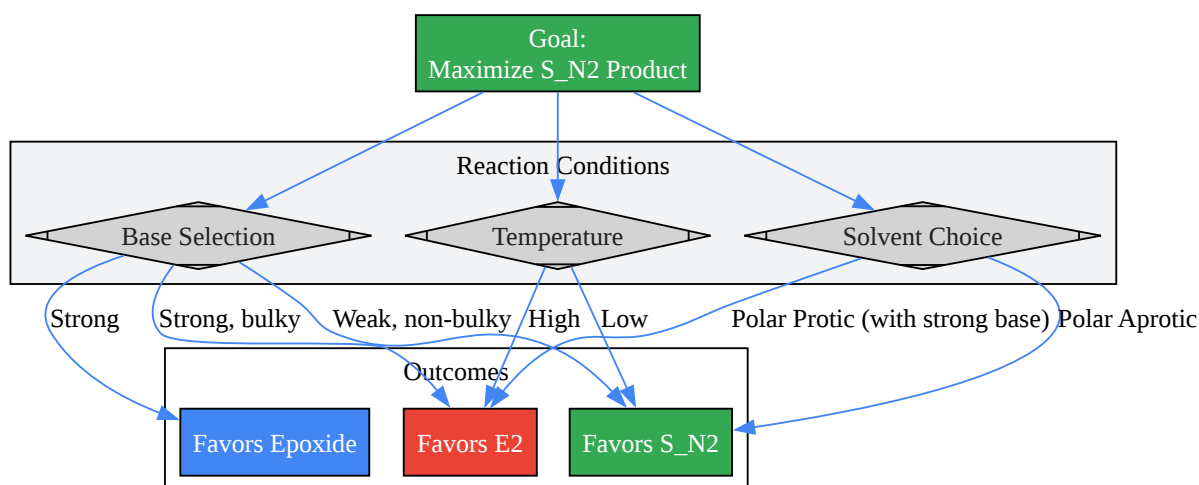 Goal:
Maximize S_N2 Product
Reaction Conditions
Base Selection
Temperature
Solvent Choice
Strong
Strong, bulky
Weak, non-bulky
High
Low
Polar Protic (with strong base)
Polar Aprotic
Outcomes
Favors Epoxide
Favors E2
Favors S_N2